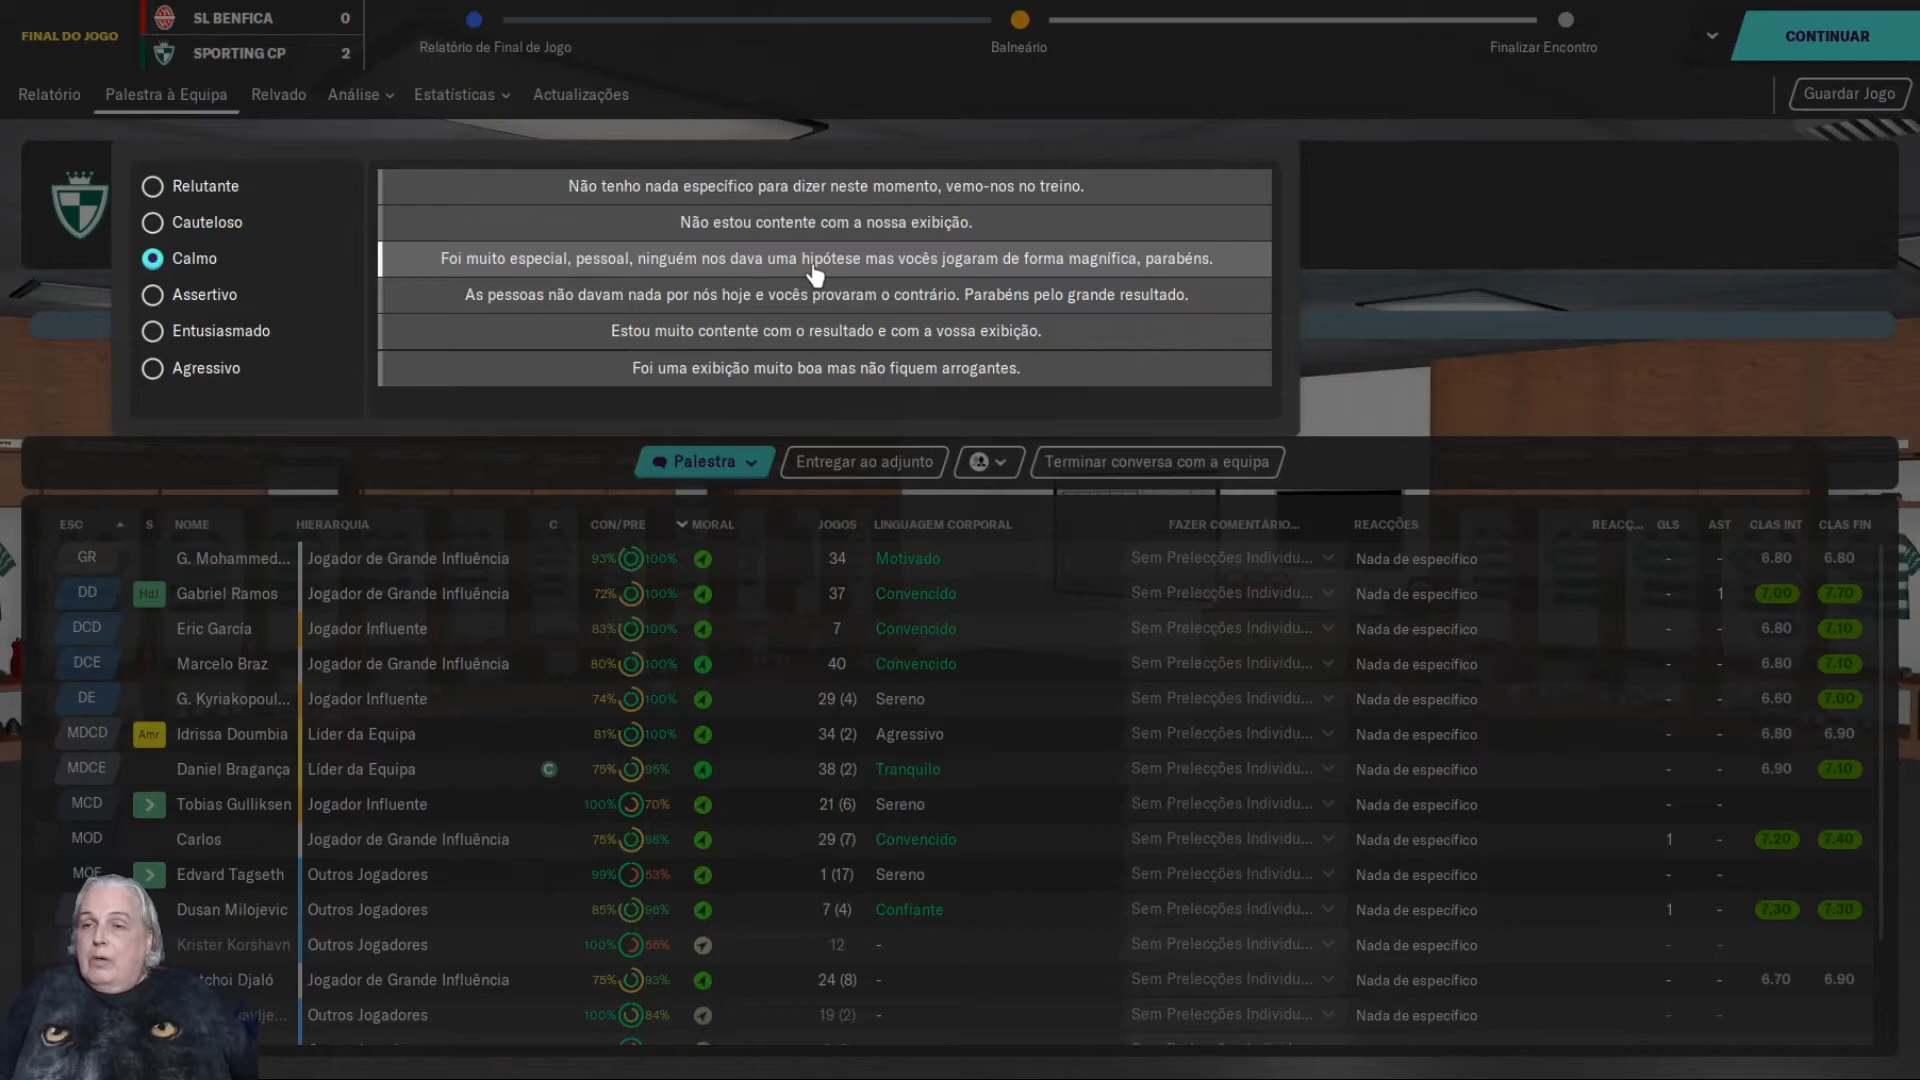 FINAL DO JOGO
SL BENFICA 0
SPORTING CP 2
Relatório de Final de Jogo
Balneário
Finalizar Encontro
CONTINUAR
Relatório Palestra à Equipa Relvado Análise Estatísticas Actualizações
Guardar Jogo
Relutante
Cauteloso
Calmo
Assertivo
Entusiasmado
Agressivo
Não tenho nada específico para dizer neste momento, vemo-nos no treino.
Não estou contente com a nossa exibição.
Foi muito especial, pessoal, ninguém nos dava uma hipótese mas vocês jogaram de forma magnífica, parabéns.
As pessoas não davam nada por nós hoje e vocês provaram o contrário. Parabéns pelo grande resultado.
Estou muito contente com o resultado e com a vossa exibição.
Foi uma exibição muito boa mas não fiquem arrogantes.
Palestra Entregar ao adjunto Terminar conversa com a equipa
ESC S NOME HIERARQUIA C CON/PRE MORAL JOGOS LINGUAGEM CORPORAL FAZER COMENTÁRIO... REACÇÕES REACÇ... GLS AST CLAS INT CLAS FIN
GR G. Mohammed... Jogador de Grande Influência 93% 100% 34 Motivado Sem Prelecções Individu... Nada de específico - - 6.80 6.80
DD HdJ Gabriel Ramos Jogador de Grande Influência 72% 100% 37 Convencido Sem Prelecções Individu... Nada de específico - 1 7.00 7.70
DCD Eric García Jogador Influente 83% 100% 7 Convencido Sem Prelecções Individu... Nada de específico - - 6.80 7.10
DCE Marcelo Braz Jogador de Grande Influência 80% 100% 40 Convencido Sem Prelecções Individu... Nada de específico - - 6.80 7.10
DE G. Kyriakopoul... Jogador Influente 74% 100% 29 (4) Sereno Sem Prelecções Individu... Nada de específico - - 6.60 7.00
MDCD Amr Idrissa Doumbia Líder da Equipa 81% 100% 34 (2) Agressivo Sem Prelecções Individu... Nada de específico - - 6.80 6.90
MDCE Daniel Bragança Líder da Equipa C 75% 95% 38 (2) Tranquilo Sem Prelecções Individu... Nada de específico - - 6.90 7.10
MCD Tobias Gulliksen Jogador Influente 100% 70% 21 (6) Sereno Sem Prelecções Individu... Nada de específico - -
MOD Carlos Jogador de Grande Influência 75% 98% 29 (7) Convencido Sem Prelecções Individu... Nada de específico 1 - 7.20 7.40
Edvard Tagseth Outros Jogadores 99% 53% 1 (17) Sereno Sem Prelecções Individu... Nada de específico - -
Dusan Milojevic Outros Jogadores 85% 96% 7 (4) Confiante Sem Prelecções Individu... Nada de específico 1 - 7.30 7.30
Krister Korshavn Outros Jogadores 100% 56% 12 - Sem Prelecções Individu... Nada de específico - -
Djaló Jogador de Grande Influência 75% 93% 24 (8) - Sem Prelecções Individu... Nada de específico - - 6.70 6.90
Outros Jogadores 100% 84% 19 (2) - Sem Prelecções Individu... Nada de específico - -